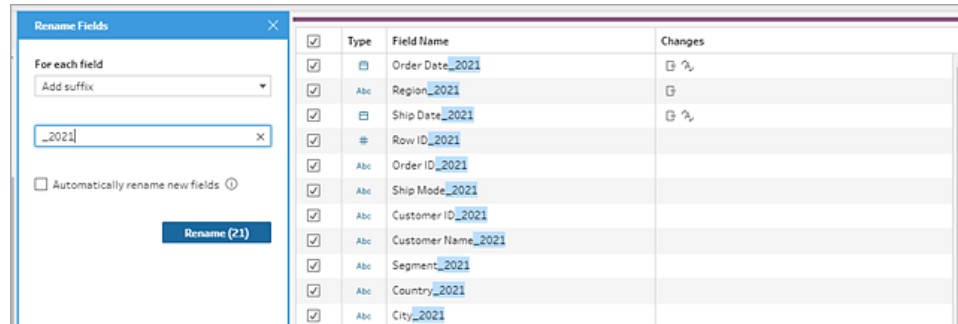 Rename Fields
For each field
Add suffix
_2021
Automatically rename new fields
Rename (21)
Type Field Name Changes
Order Date_2021
Abc Region_2021
Ship Date_2021
# Row ID_2021
Abc Order ID_2021
Abc Ship Mode_2021
Abc Customer ID_2021
Abc Customer Name_2021
Abc Segment_2021
Abc Country_2021
Abc City_2021